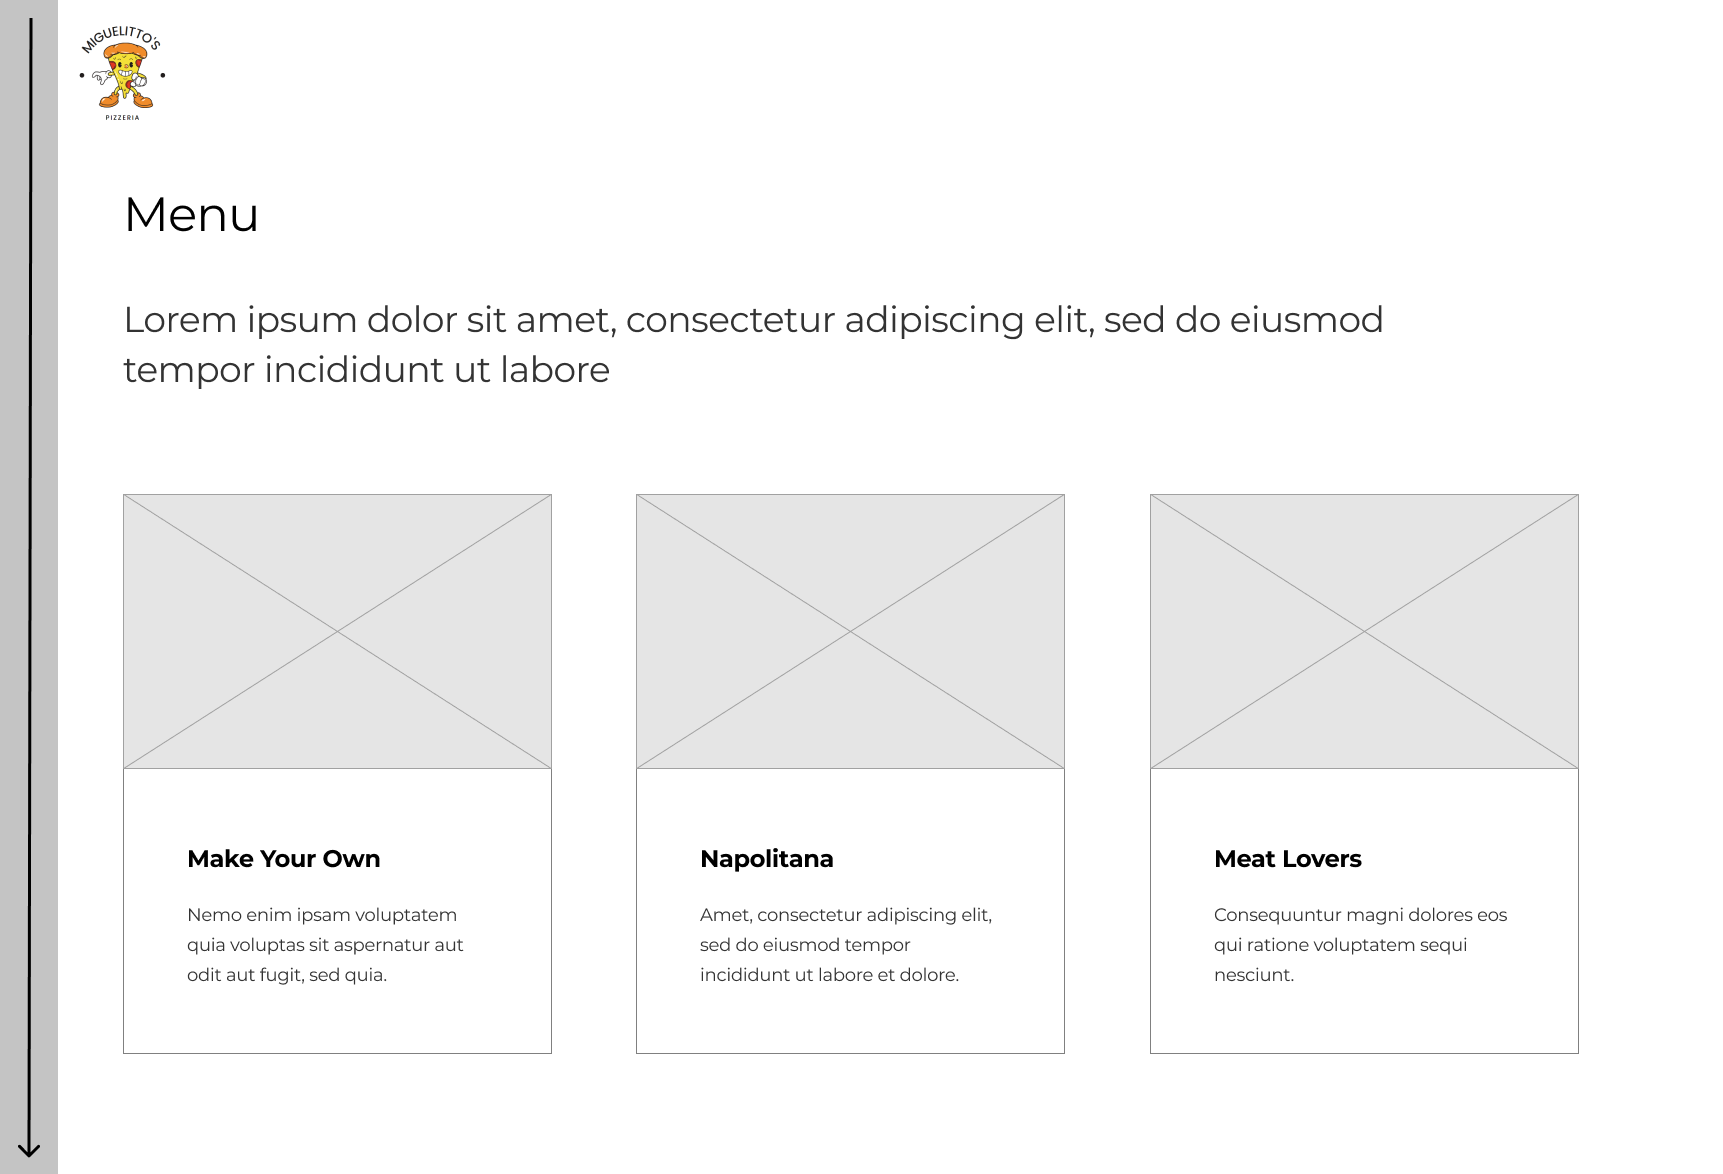 MIGUELITTO'S
PIZZERIA
Menu
Lorem ipsum dolor sit amet, consectetur adipiscing elit, sed do eiusmod
tempor incididunt ut labore
Make Your Own
Nemo enim ipsam voluptatem
quia voluptas sit aspernatur aut
odit aut fugit, sed quia.
Napolitana
Amet, consectetur adipiscing elit,
sed do eiusmod tempor
incididunt ut labore et dolore.
Meat Lovers
Consequuntur magni dolores eos
qui ratione voluptatem sequi
nesciunt.